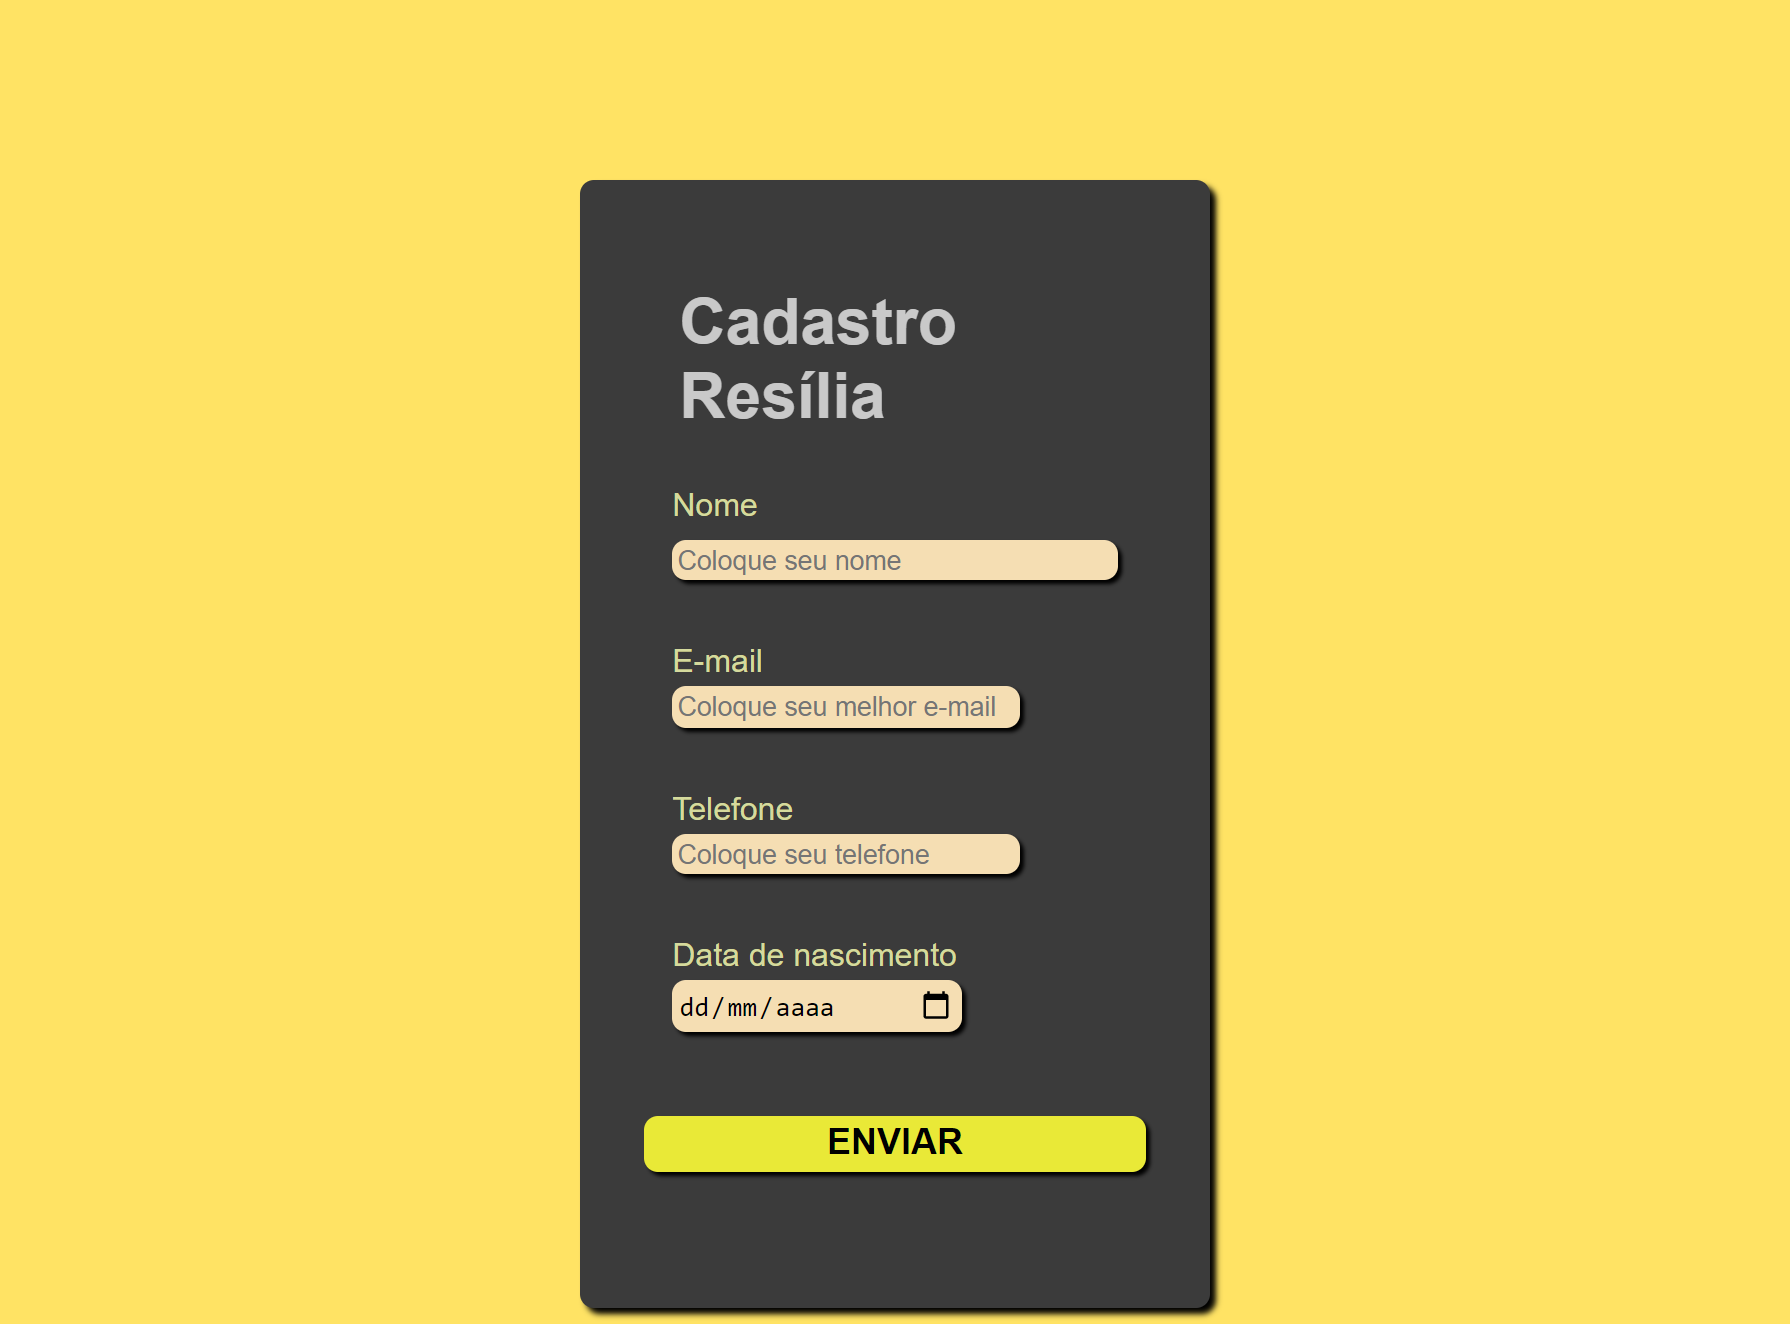 Cadastro
Resília
Nome
Coloque seu nome
E-mail
Coloque seu melhor e-mail
Telefone
Coloque seu telefone
Data de nascimento
dd/mm/aaaa
ENVIAR